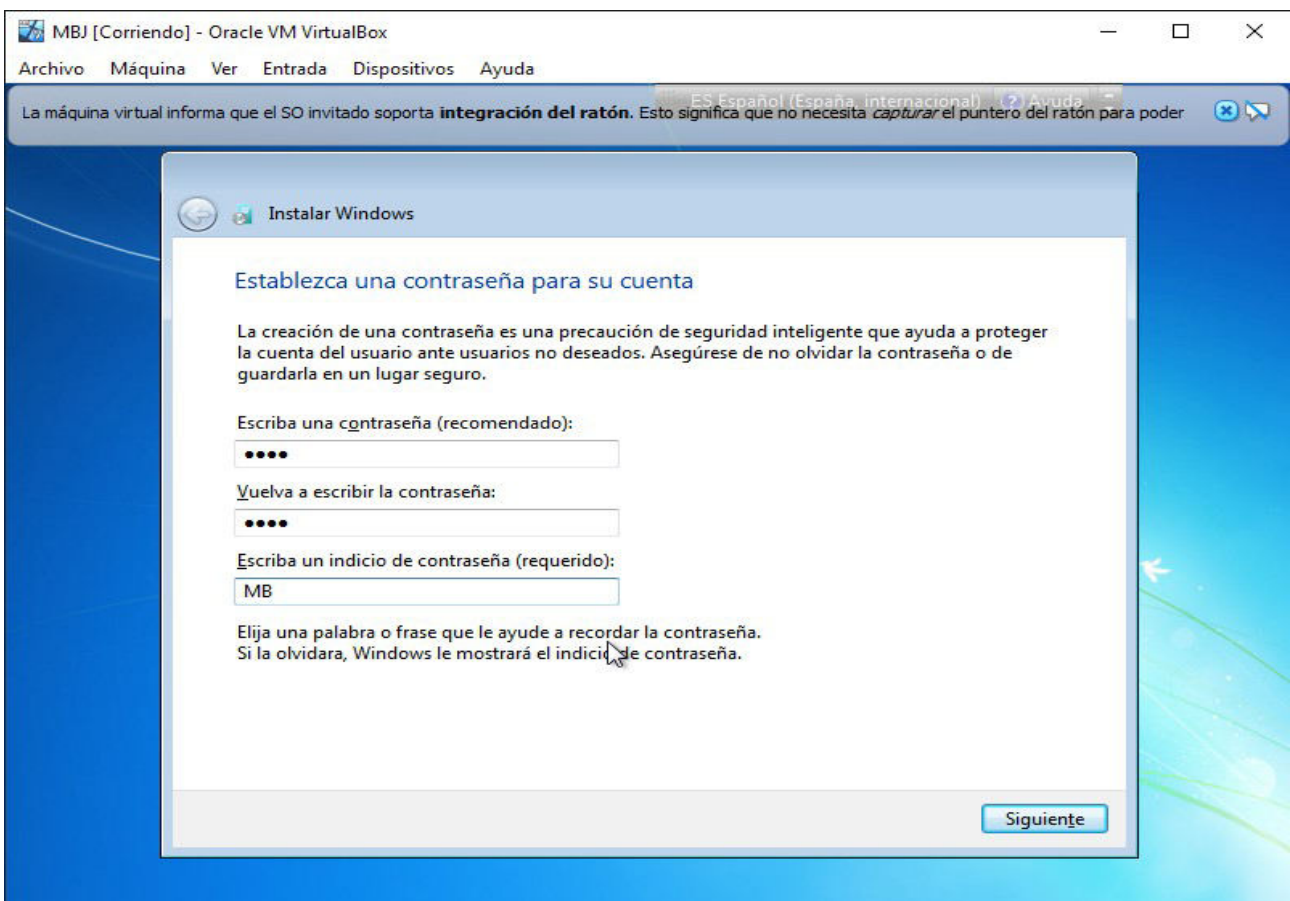 MBJ [Corriendo] - Oracle VM VirtualBox
Archivo Máquina Ver Entrada Dispositivos Ayuda
ES Español (España, internacional) ? Ayuda
La máquina virtual informa que el SO invitado soporta integración del ratón. Esto significa que no necesita capturar el puntero del ratón para poder
Instalar Windows
Establezca una contraseña para su cuenta
La creación de una contraseña es una precaución de seguridad inteligente que ayuda a proteger
la cuenta del usuario ante usuarios no deseados. Asegúrese de no olvidar la contraseña o de
guardarla en un lugar seguro.
Escriba una contraseña (recomendado):
••••
Vuelva a escribir la contraseña:
••••
Escriba un indicio de contraseña (requerido):
MB
Elija una palabra o frase que le ayude a recordar la contraseña.
Si la olvidara, Windows le mostrará el indicio de contraseña.
Siguiente